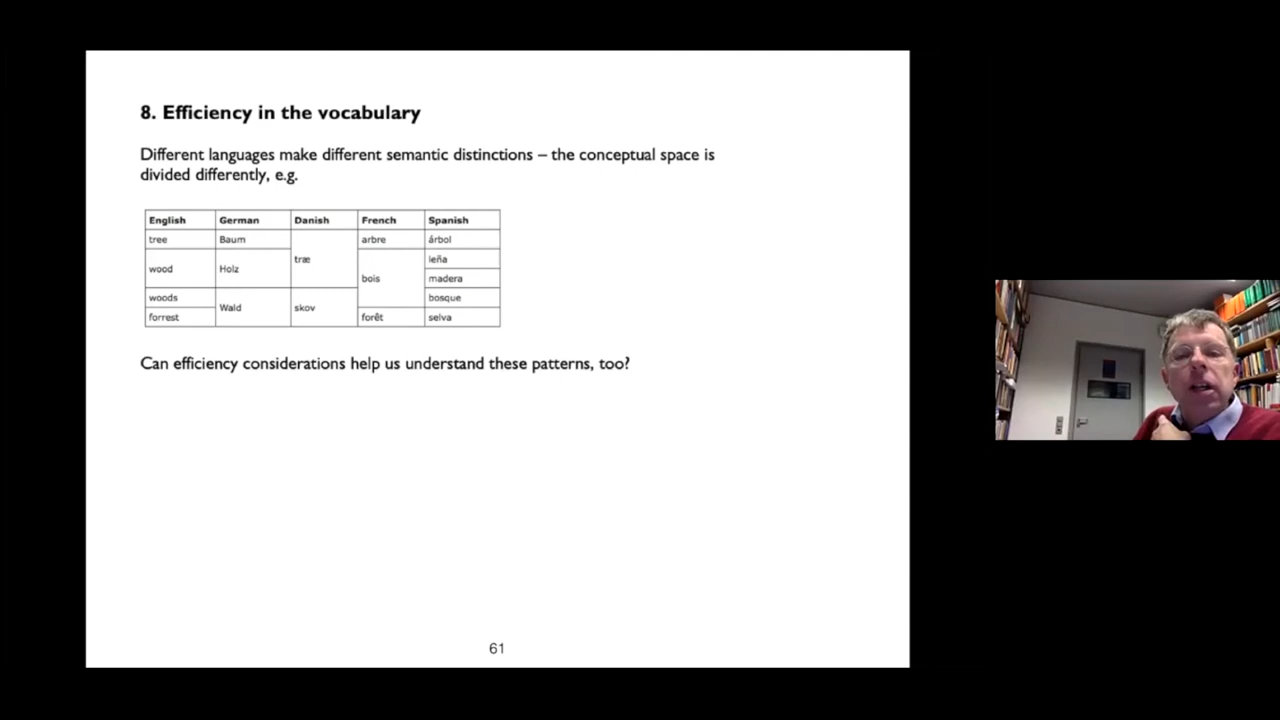 8. Efficiency in the vocabulary
Different languages make different semantic distinctions – the conceptual space is
divided differently, e.g.
English German Danish French Spanish
tree Baum træ arbre árbol
wood Holz bois leña
madera
woods Wald skov bosque
forrest forêt selva
Can efficiency considerations help us understand these patterns, too?
61